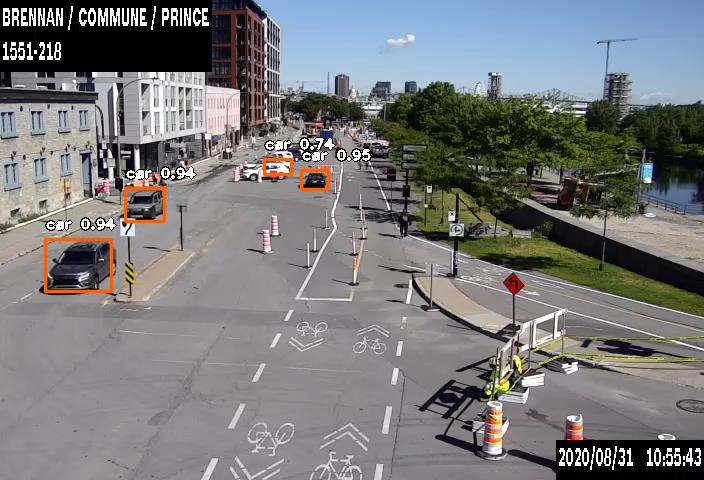 BRENNAN / COMMUNE / PRINCE
1551-218
car 0.74
car 0.95
car 0.94
car 0.94
2020/08/31 10:55:43